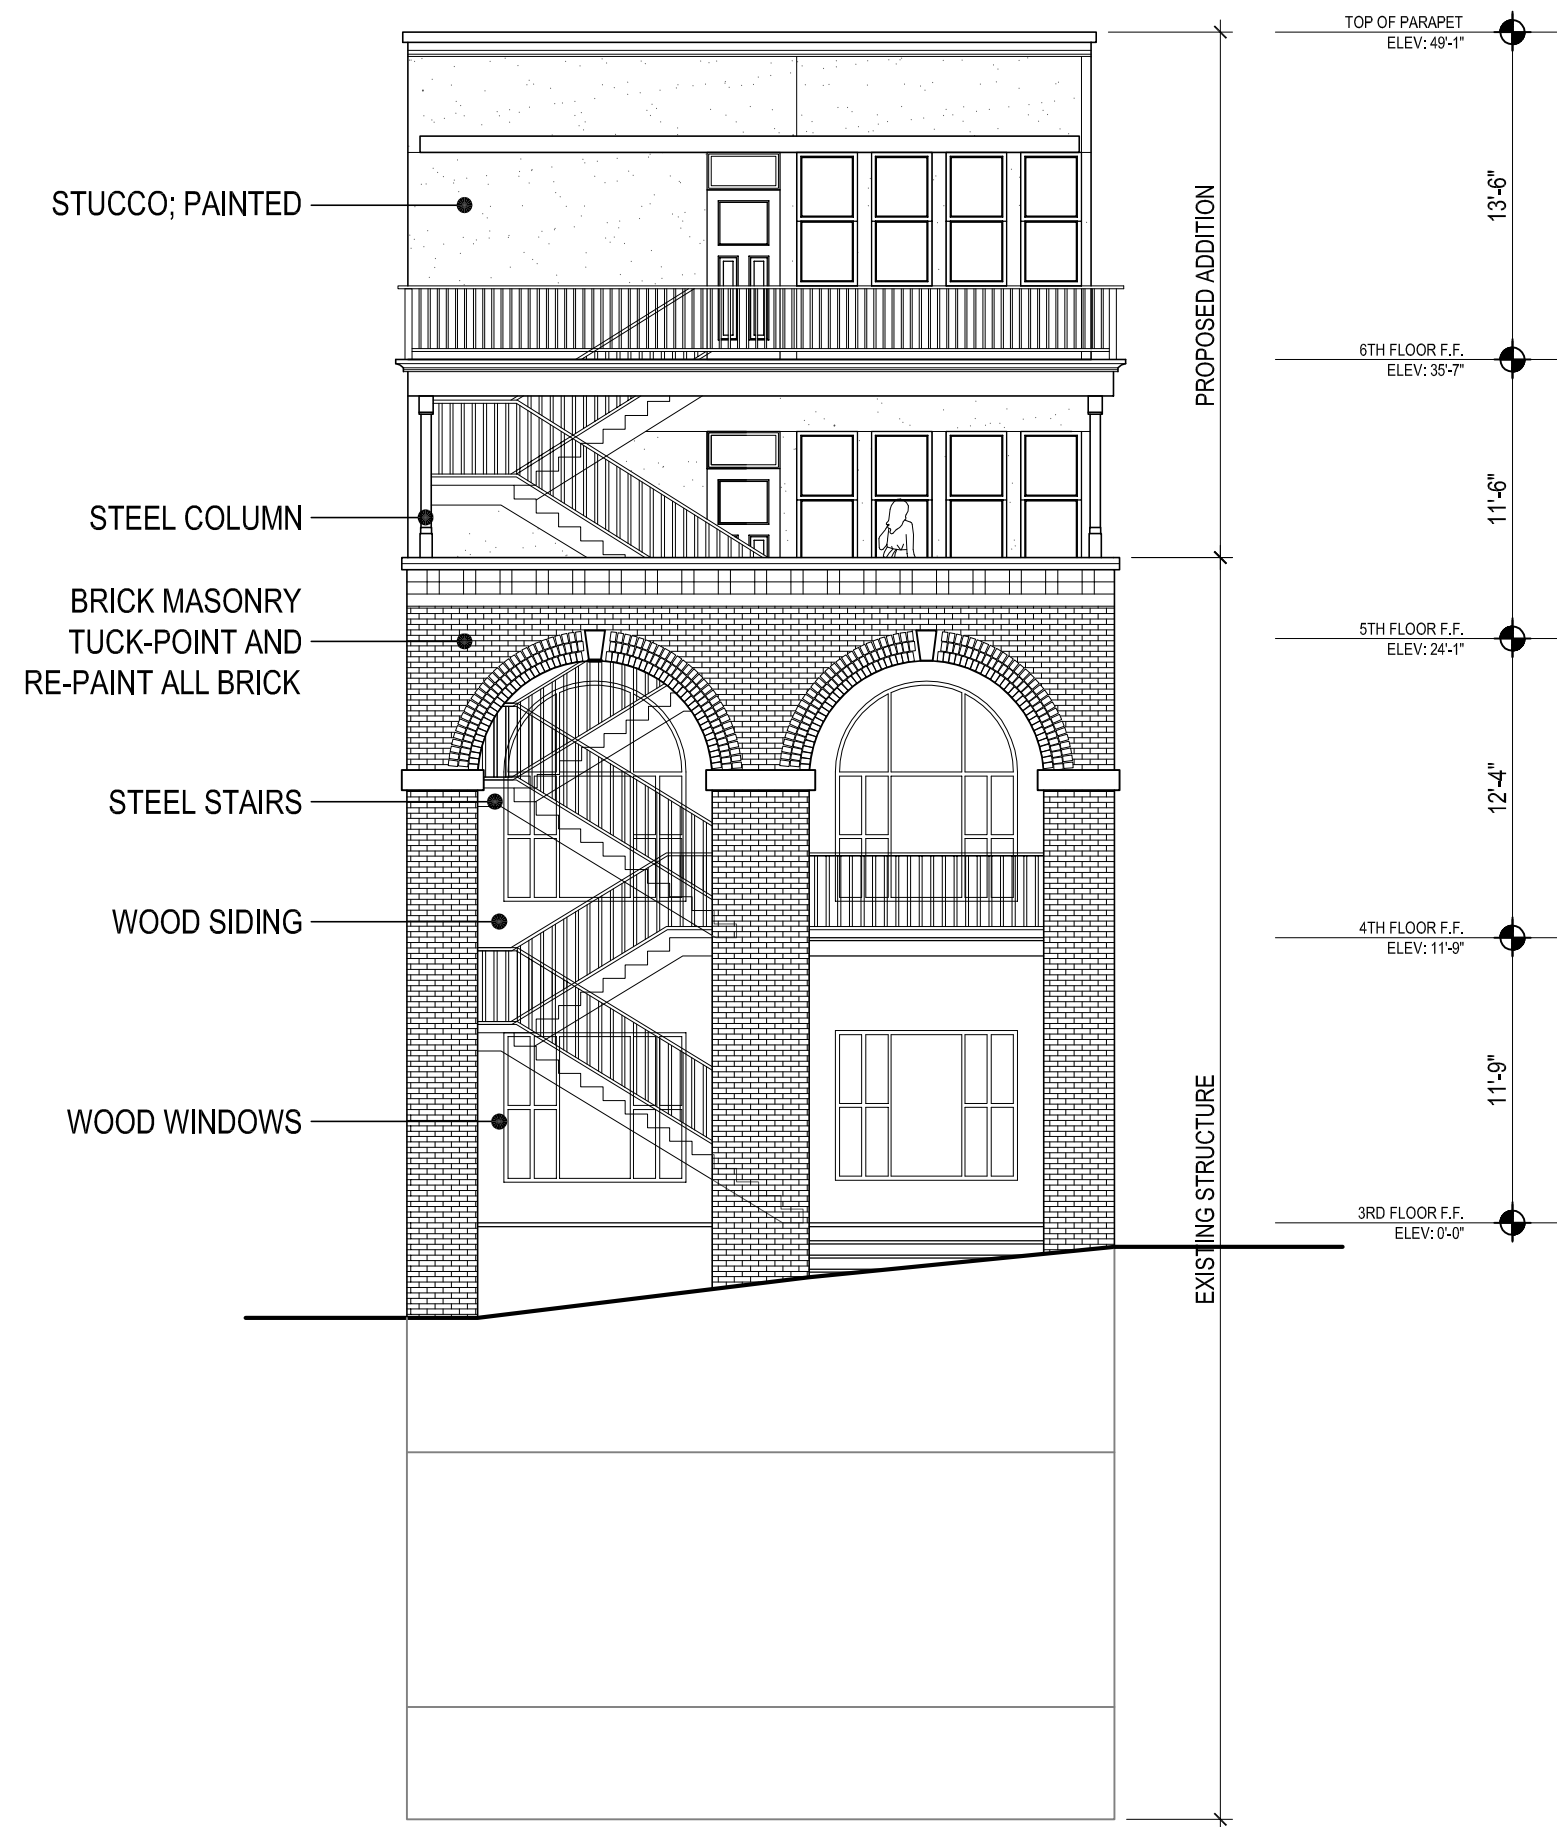 TOP OF PARAPET
ELEV: 49'-1"
13'-6"
STUCCO; PAINTED
PROPOSED ADDITION
6TH FLOOR F.F.
ELEV: 35'-7"
11'-6"
STEEL COLUMN
BRICK MASONRY
TUCK-POINT AND
RE-PAINT ALL BRICK
5TH FLOOR F.F.
ELEV: 24'-1"
12'-4"
STEEL STAIRS
WOOD SIDING
4TH FLOOR F.F.
ELEV: 11'-9"
11'-9"
WOOD WINDOWS
EXISTING STRUCTURE
3RD FLOOR F.F.
ELEV: 0'-0"